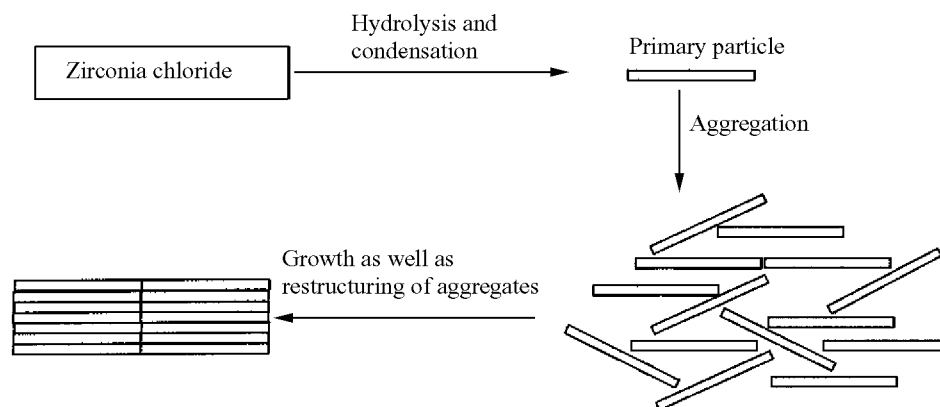 Hydrolysis and
condensation
Zirconia chloride
Primary particle
Aggregation
Growth as well as
restructuring of aggregates